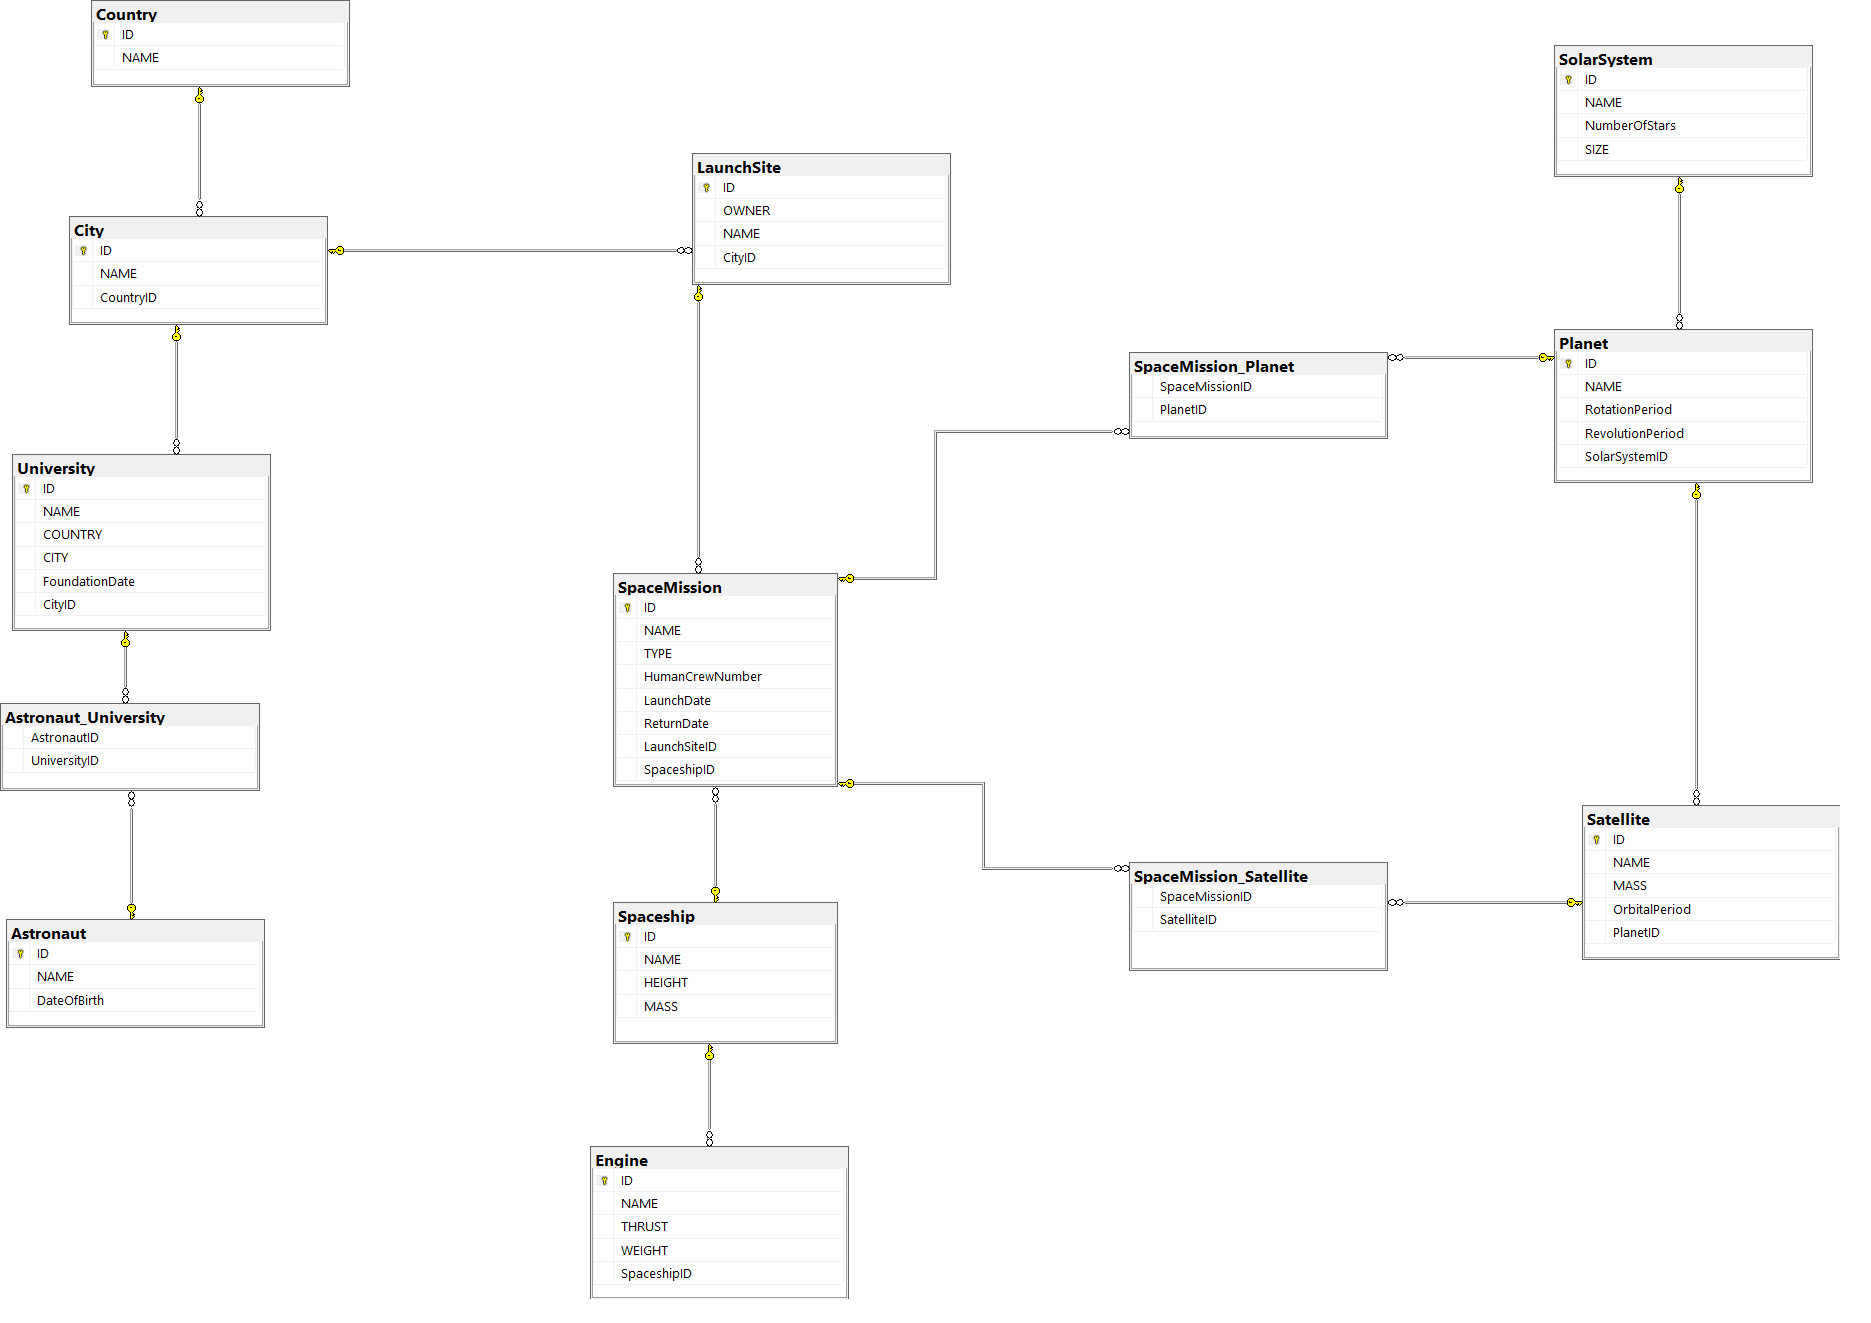 Country
ID
NAME
City
ID
NAME
CountryID
University
ID
NAME
COUNTRY
CITY
FoundationDate
CityID
Astronaut_University
AstronautID
UniversityID
Astronaut
ID
NAME
DateOfBirth
LaunchSite
ID
OWNER
NAME
CityID
SpaceMission
ID
NAME
TYPE
HumanCrewNumber
LaunchDate
ReturnDate
LaunchSiteID
SpaceshipID
Spaceship
ID
NAME
HEIGHT
MASS
Engine
ID
NAME
THRUST
WEIGHT
SpaceshipID
SpaceMission_Planet
SpaceMissionID
PlanetID
SpaceMission_Satellite
SpaceMissionID
SatelliteID
SolarSystem
ID
NAME
NumberOfStars
SIZE
Planet
ID
NAME
RotationPeriod
RevolutionPeriod
SolarSystemID
Satellite
ID
NAME
MASS
OrbitalPeriod
PlanetID